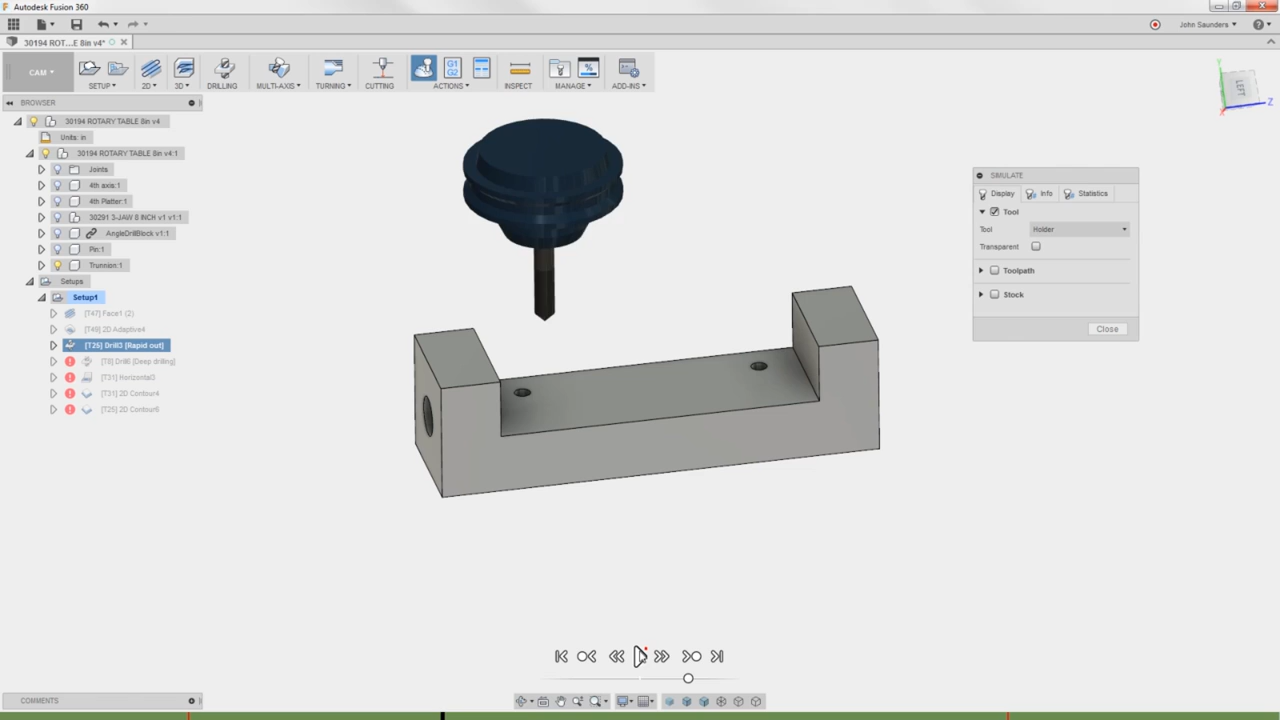 Autodesk Fusion 360
John Saunders
30194 ROT...E 8in v4*
CAM
SETUP
2D
3D
DRILLING
MULTI-AXIS
TURNING
CUTTING
G1
G2
ACTIONS
INSPECT
MANAGE
ADD-INS
BROWSER
30194 ROTARY TABLE 8in v4
Units: in
30194 ROTARY TABLE 8in v4:1
Joints
4th axis:1
4th Platter:1
30291 3-JAW 8 INCH v1 v1:1
AngleDrillBlock v1:1
Pin:1
Trunnion:1
Setups
Setup1
[T47] Face1 (2)
[T49] 2D Adaptive4
[T25] Drill3 [Rapid out]
[T8] Drill6 [Deep drilling]
[T31] Horizontal3
[T31] 2D Contour4
[T25] 2D Contour6
LEFT
Y
Z
X
SIMULATE
Display
Info
Statistics
Tool
Tool
Holder
Transparent
Toolpath
Stock
Close
COMMENTS